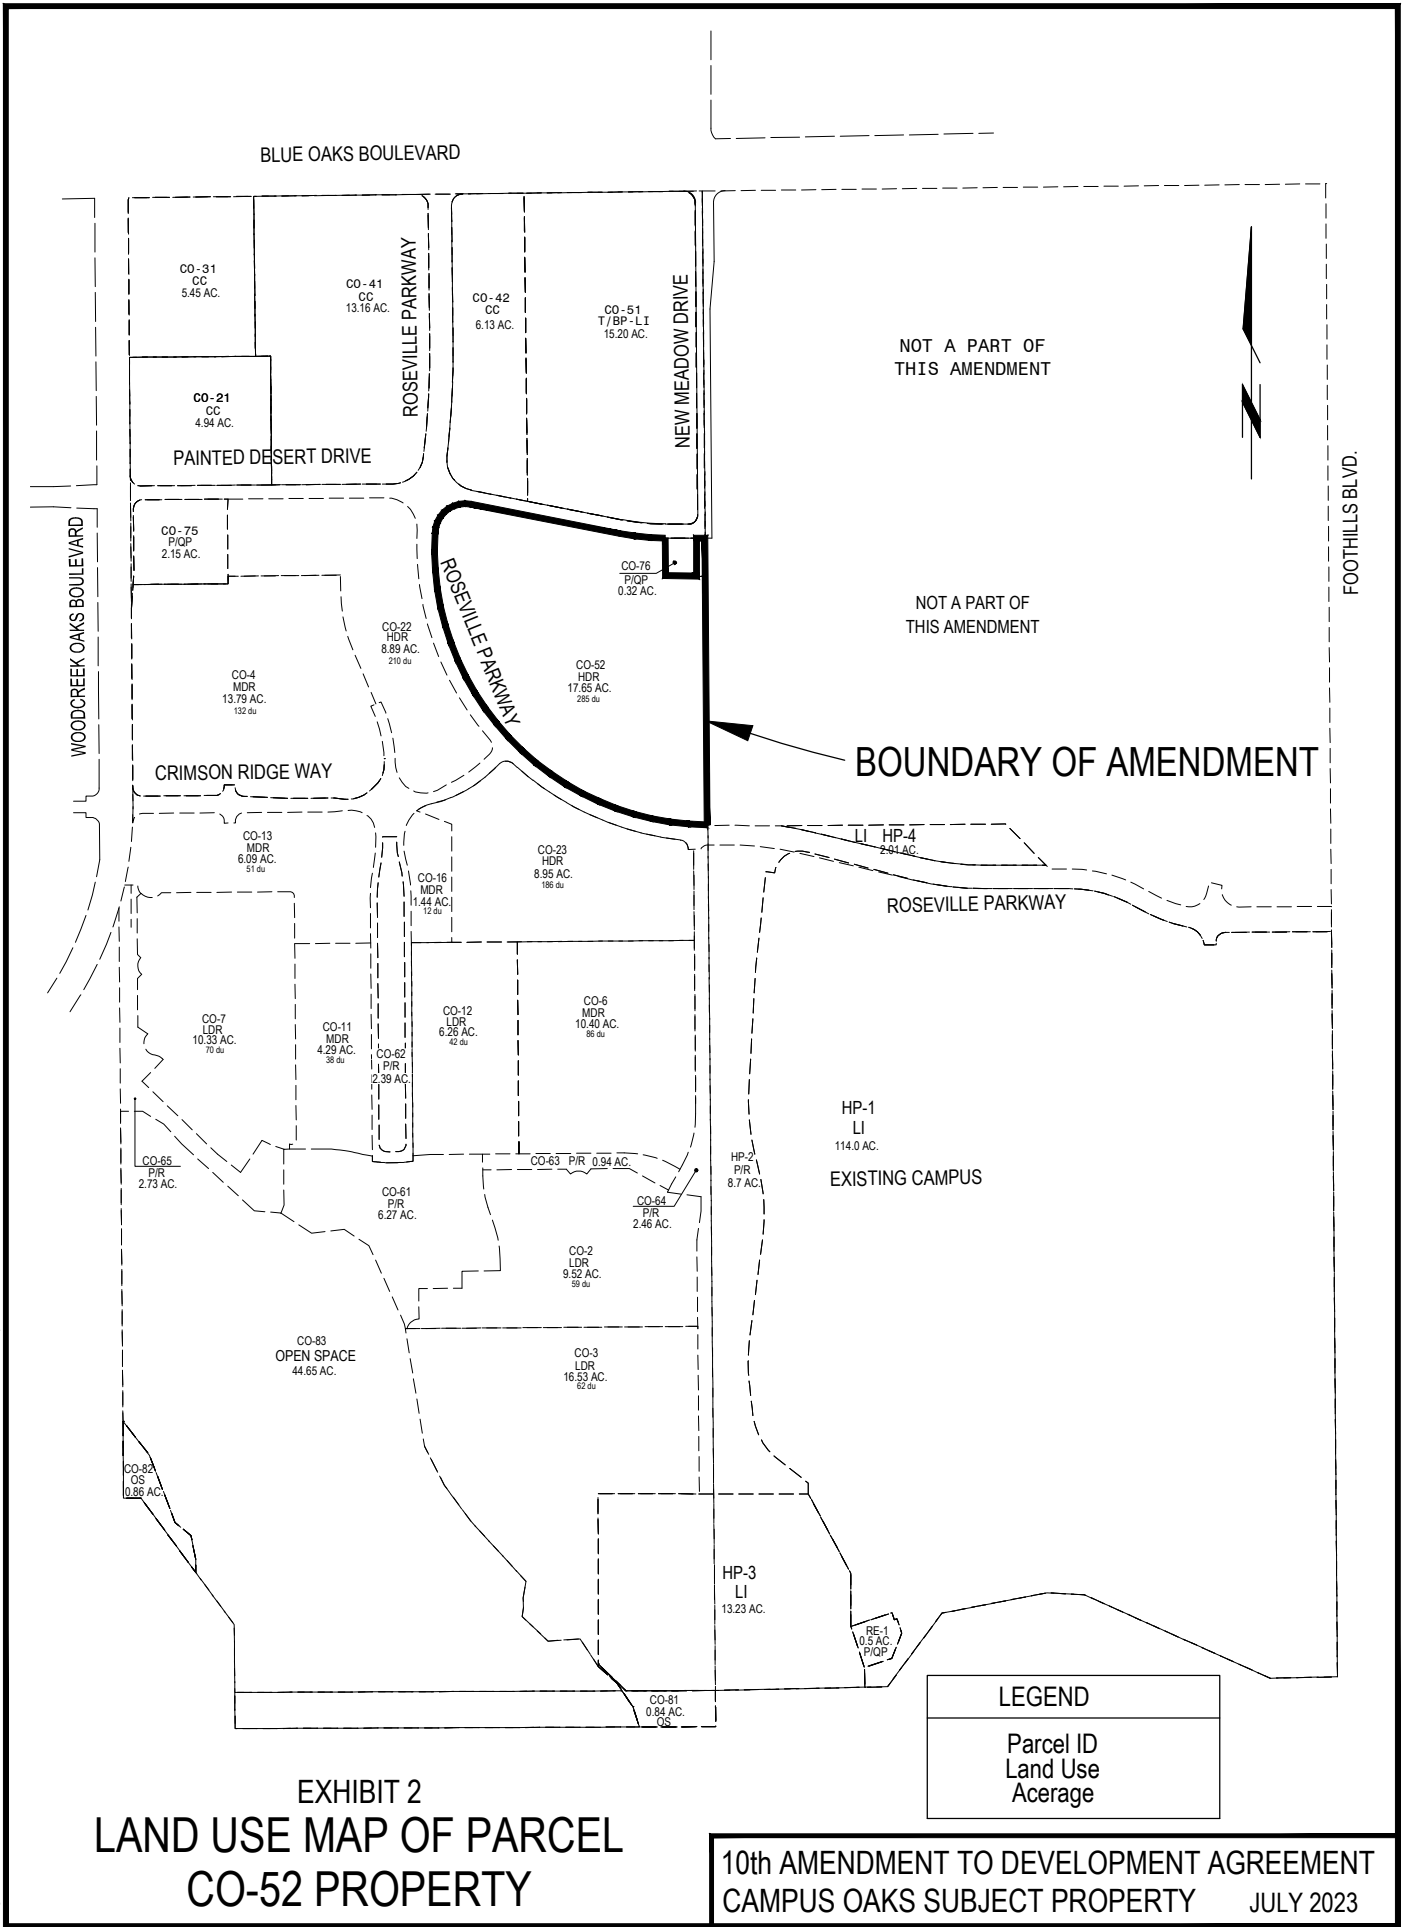 BLUE OAKS BOULEVARD
CO-31
CC
5.45 AC.
CO-41
CC
13.16 AC.
ROSEVILLE PARKWAY
CO-42
CC
6.13 AC.
CO-51
T/BP-LI
15.20 AC.
NEW MEADOW DRIVE
NOT A PART OF
THIS AMENDMENT
CO-21
CC
4.94 AC.
PAINTED DESERT DRIVE
FOOTHILLS BLVD.
WOODCREEK OAKS BOULEVARD
CO-75
P/QP
2.15 AC.
ROSEVILLE PARKWAY
CO-76
P/QP
0.32 AC.
NOT A PART OF
THIS AMENDMENT
CO-22
HDR
8.89 AC.
210 du
CO-4
MDR
13.79 AC.
132 du
CO-52
HDR
17.65 AC.
285 du
BOUNDARY OF AMENDMENT
CRIMSON RIDGE WAY
CO-13
MDR
6.09 AC.
51 du
CO-16
MDR
1.44 AC.
12 du
CO-23
HDR
8.95 AC.
186 du
LI HP-4
2.01 AC.
ROSEVILLE PARKWAY
CO-7
LDR
10.33 AC.
70 du
CO-11
MDR
4.29 AC.
38 du
CO-62
P/R
2.39 AC.
CO-12
LDR
6.26 AC.
42 du
CO-6
MDR
10.40 AC.
86 du
HP-1
LI
114.0 AC.
EXISTING CAMPUS
CO-65
P/R
2.73 AC.
CO-63 P/R 0.94 AC.
HP-2
P/R
8.7 AC.
CO-61
P/R
6.27 AC.
CO-64
P/R
2.46 AC.
CO-2
LDR
9.52 AC.
59 du
CO-83
OPEN SPACE
44.65 AC.
CO-3
LDR
16.53 AC.
62 du
CO-82
OS
0.86 AC.
HP-3
LI
13.23 AC.
RE-1
0.5 AC.
P/QP
CO-81
0.84 AC.
OS
LEGEND
Parcel ID
Land Use
Acerage
EXHIBIT 2
LAND USE MAP OF PARCEL
CO-52 PROPERTY
10th AMENDMENT TO DEVELOPMENT AGREEMENT
CAMPUS OAKS SUBJECT PROPERTY JULY 2023